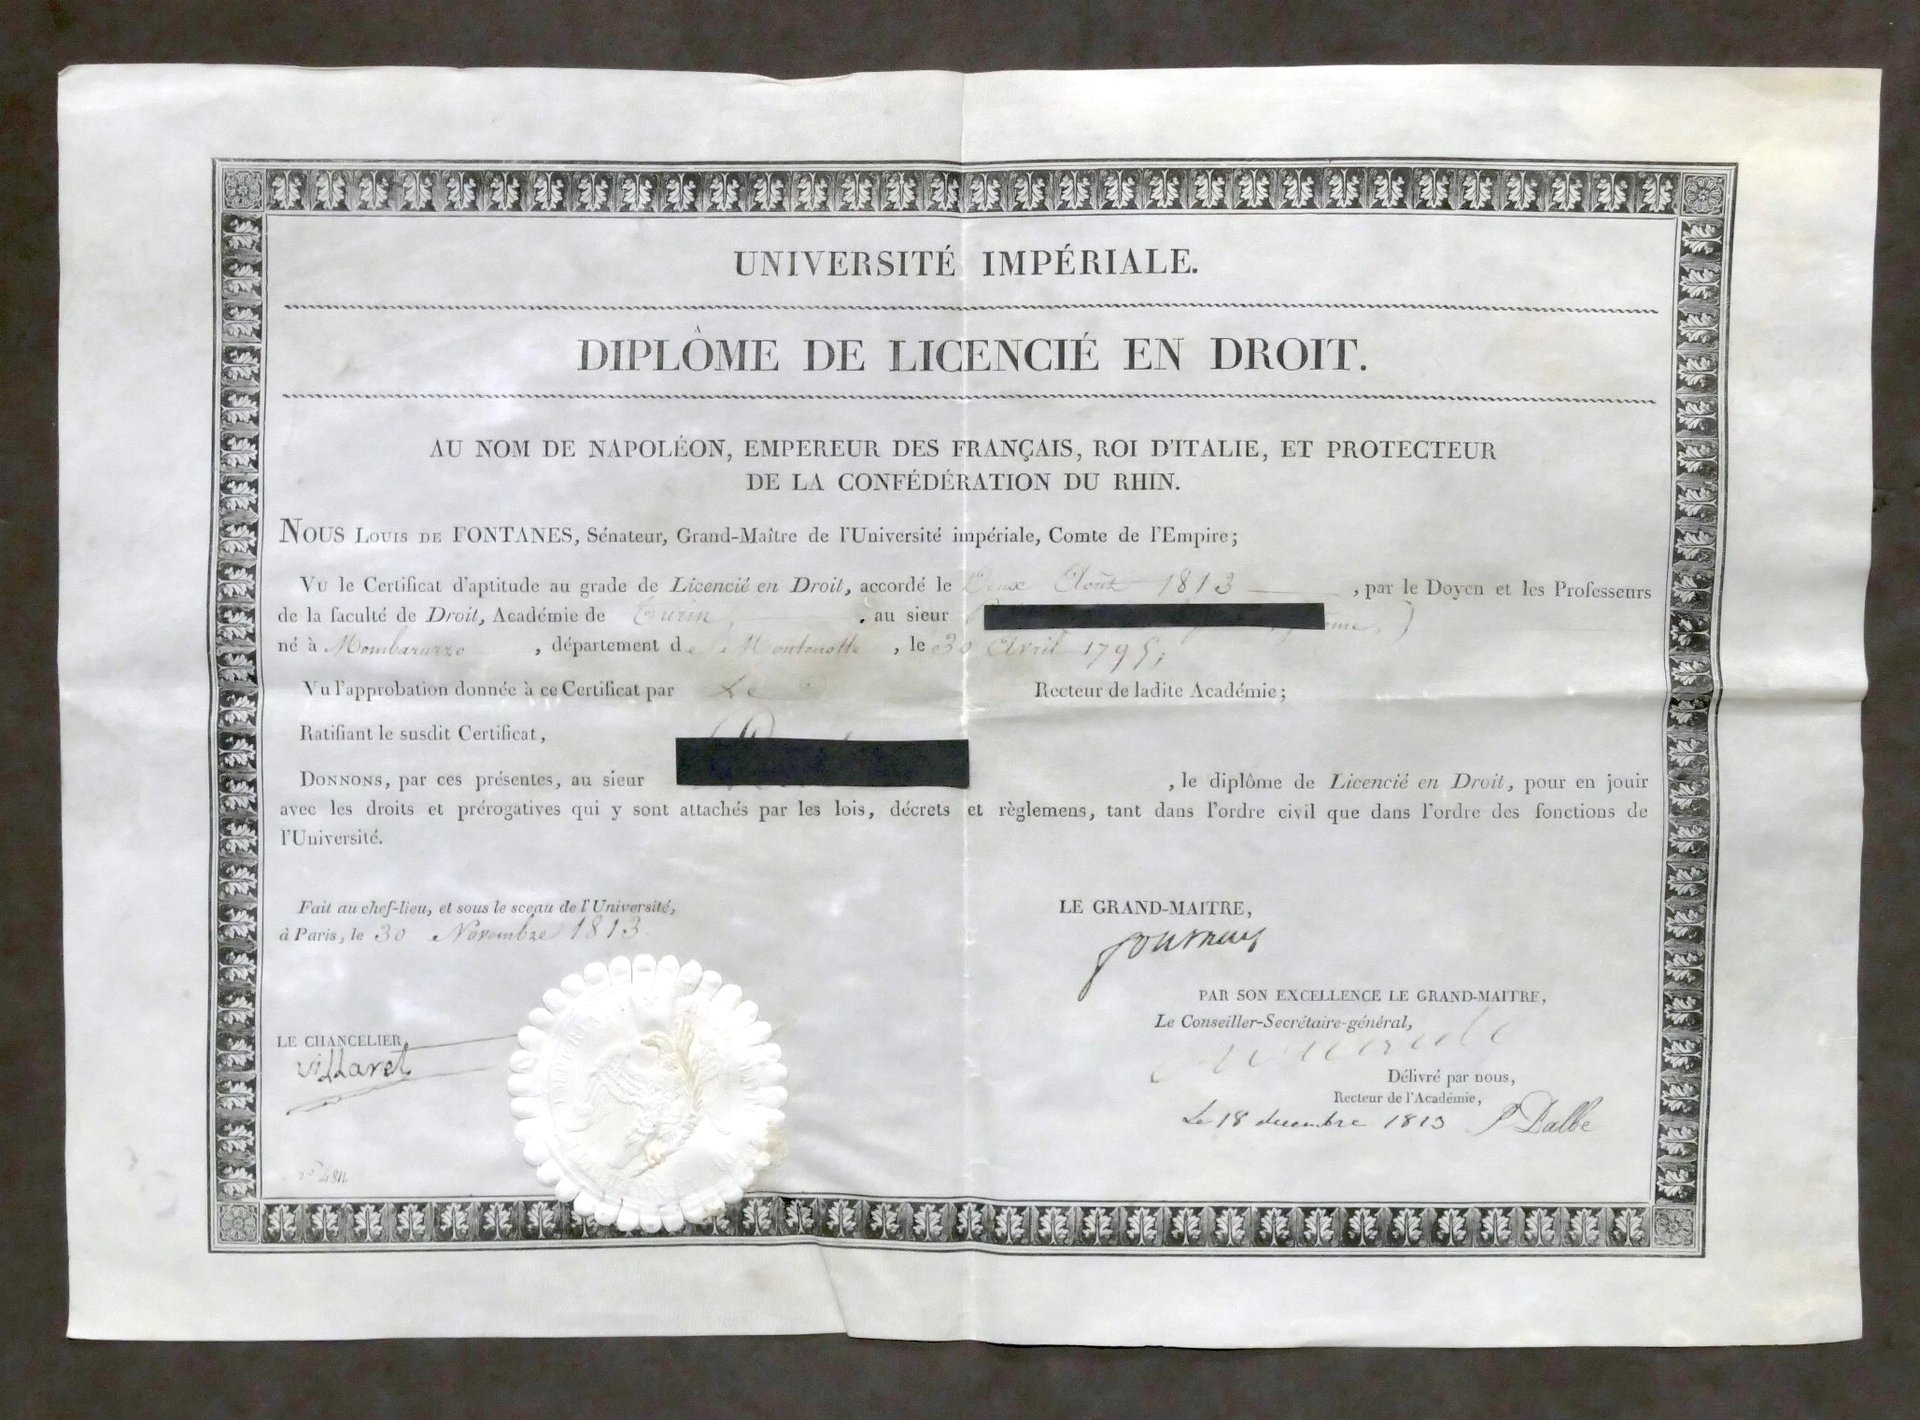 UNIVERSITÉ IMPÉRIALE.
DIPLÔME DE LICENCIÉ EN DROIT.
AU NOM DE NAPOLÉON, EMPEREUR DES FRANÇAIS, ROI D'ITALIE, ET PROTECTEUR
DE LA CONFÉDÉRATION DU RHIN.
NOUS LOUIS DE FONTANES, Sénateur, Grand-Maître de l'Université impériale, Comte de l'Empire;
VU le Certificat d'aptitude au grade de Licencié en Droit, accordé le Deux Août 1813, par le Doyen et les Professeurs
de la faculté de Droit, Académie de Turin, au sieur
né à Mombaruzzo, département de Montenotte, le 30 Avril 1795;
Vu l'approbation donnée à ce Certificat par Le Recteur de ladite Académie;
Ratifiant le susdit Certificat,
DONNONS, par ces présentes, au sieur , le diplôme de Licencié en Droit, pour en jouir
avec les droits et prérogatives qui y sont attachés par les lois, décrets et règlemens, tant dans l'ordre civil que dans l'ordre des fonctions de
l'Université.
Fait au chef-lieu, et sous le sceau de l'Université,
à Paris, le 30 Novembre 1813.
LE GRAND-MAITRE,
Fontanes
PAR SON EXCELLENCE LE GRAND-MAITRE,
Le Conseiller-Secrétaire-général,
LE CHANCELIER,
Villaret
Délivré par nous,
Recteur de l'Académie,
Le 18 decembre 1813 P Balbe